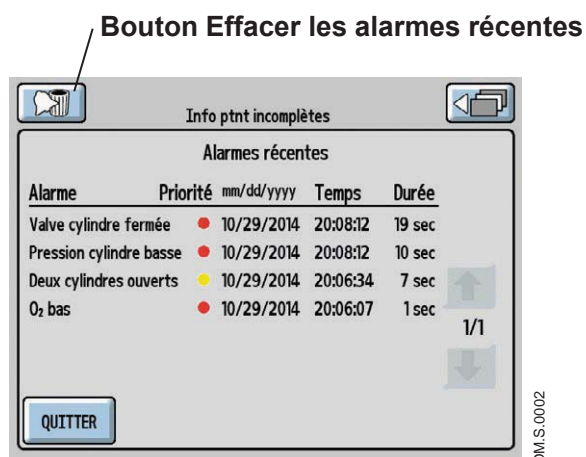 Bouton Effacer les alarmes récentes
Info ptnt incomplètes
Alarmes récentes
Alarme Priorité mm/dd/yyyy Temps Durée
Valve cylindre fermée 10/29/2014 20:08:12 19 sec
Pression cylindre basse 10/29/2014 20:08:12 10 sec
Deux cylindres ouverts 10/29/2014 20:06:34 7 sec
O₂ bas 10/29/2014 20:06:07 1 sec
1/1
QUITTER